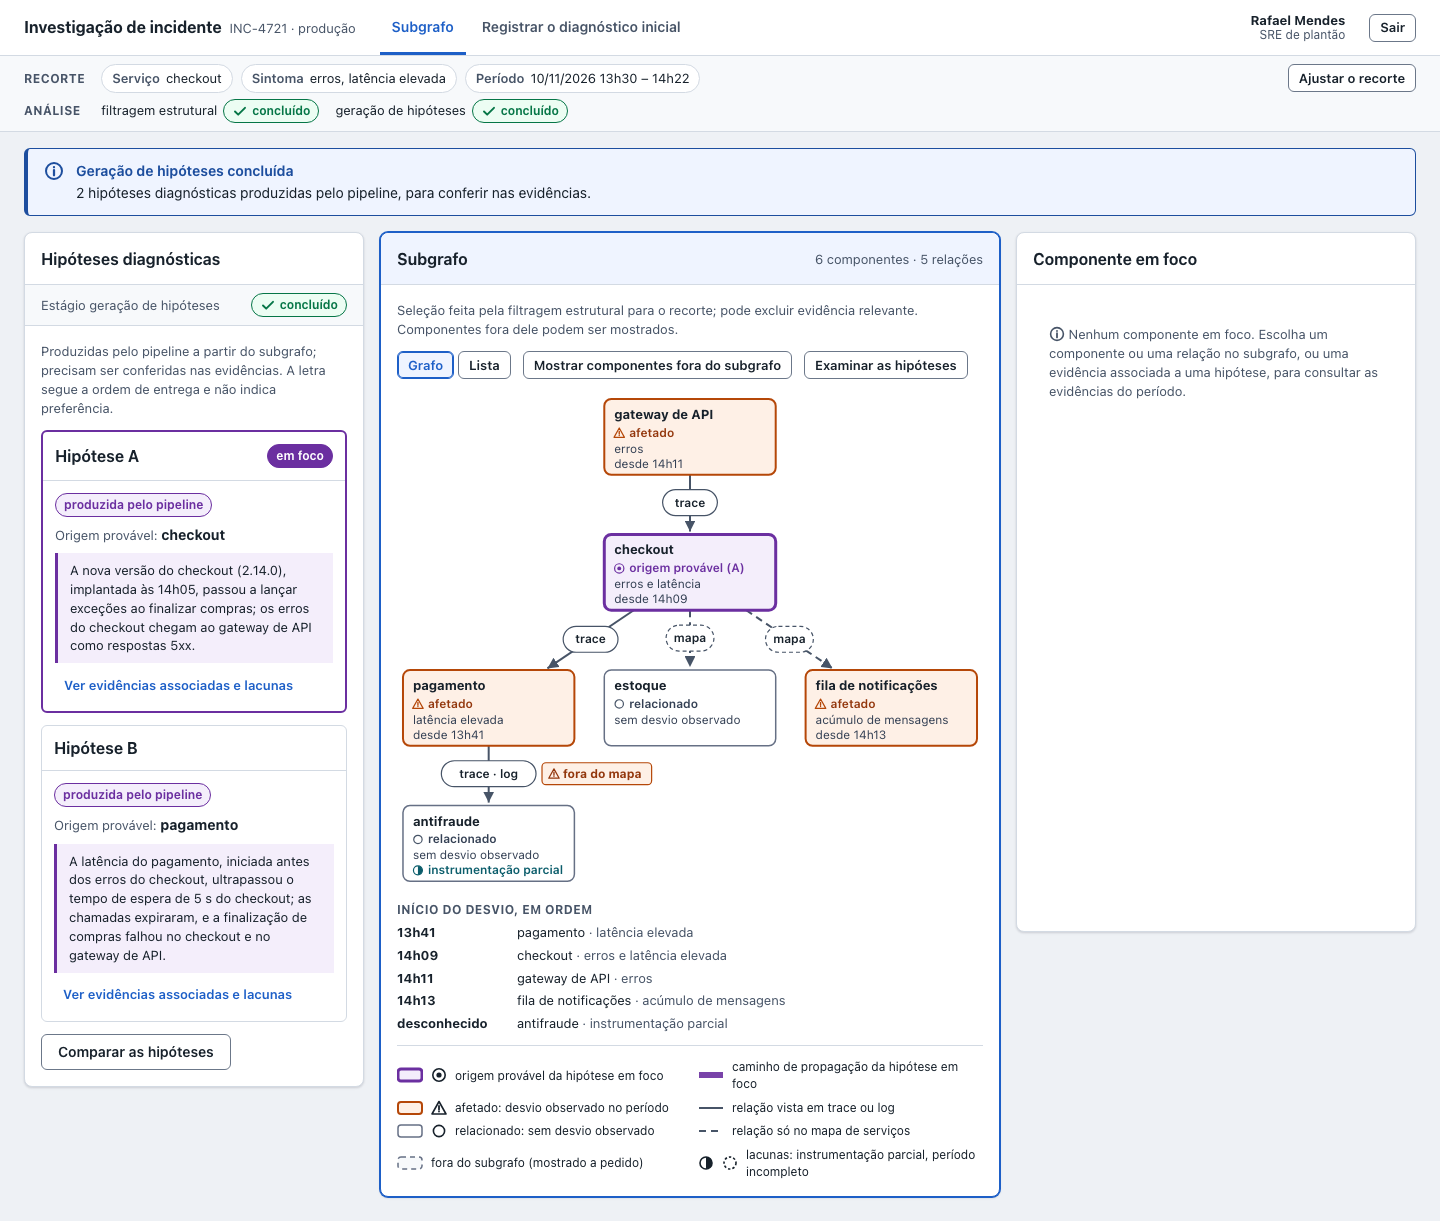 Investigação de incidente INC-4721 · produção
Subgrafo
Registrar o diagnóstico inicial
Rafael Mendes
SRE de plantão
Sair
RECORTE
Serviço checkout
Sintoma erros, latência elevada
Período 10/11/2026 13h30 – 14h22
Ajustar o recorte
ANÁLISE
filtragem estrutural concluído
geração de hipóteses concluído
Geração de hipóteses concluída
2 hipóteses diagnósticas produzidas pelo pipeline, para conferir nas evidências.
Hipóteses diagnósticas
Estágio geração de hipóteses concluído
Produzidas pelo pipeline a partir do subgrafo;
precisam ser conferidas nas evidências. A letra
segue a ordem de entrega e não indica
preferência.
Hipótese A
em foco
produzida pelo pipeline
Origem provável: checkout
A nova versão do checkout (2.14.0),
implantada às 14h05, passou a lançar
exceções ao finalizar compras; os erros
do checkout chegam ao gateway de API
como respostas 5xx.
Ver evidências associadas e lacunas
Hipótese B
produzida pelo pipeline
Origem provável: pagamento
A latência do pagamento, iniciada antes
dos erros do checkout, ultrapassou o
tempo de espera de 5 s do checkout; as
chamadas expiraram, e a finalização de
compras falhou no checkout e no
gateway de API.
Ver evidências associadas e lacunas
Comparar as hipóteses
Subgrafo
6 componentes · 5 relações
Seleção feita pela filtragem estrutural para o recorte; pode excluir evidência relevante.
Componentes fora dele podem ser mostrados.
Grafo
Lista
Mostrar componentes fora do subgrafo
Examinar as hipóteses
gateway de API
afetado
erros
desde 14h11
trace
checkout
origem provável (A)
erros e latência
desde 14h09
trace
mapa
mapa
pagamento
afetado
latência elevada
desde 13h41
estoque
relacionado
sem desvio observado
fila de notificações
afetado
acúmulo de mensagens
desde 14h13
trace · log
fora do mapa
antifraude
relacionado
sem desvio observado
instrumentação parcial
INÍCIO DO DESVIO, EM ORDEM
13h41 pagamento · latência elevada
14h09 checkout · erros e latência elevada
14h11 gateway de API · erros
14h13 fila de notificações · acúmulo de mensagens
desconhecido antifraude · instrumentação parcial
origem provável da hipótese em foco
caminho de propagação da hipótese em
foco
afetado: desvio observado no período
relação vista em trace ou log
relacionado: sem desvio observado
relação só no mapa de serviços
fora do subgrafo (mostrado a pedido)
lacunas: instrumentação parcial, período
incompleto
Componente em foco
Nenhum componente em foco. Escolha um
componente ou uma relação no subgrafo, ou uma
evidência associada a uma hipótese, para consultar as
evidências do período.